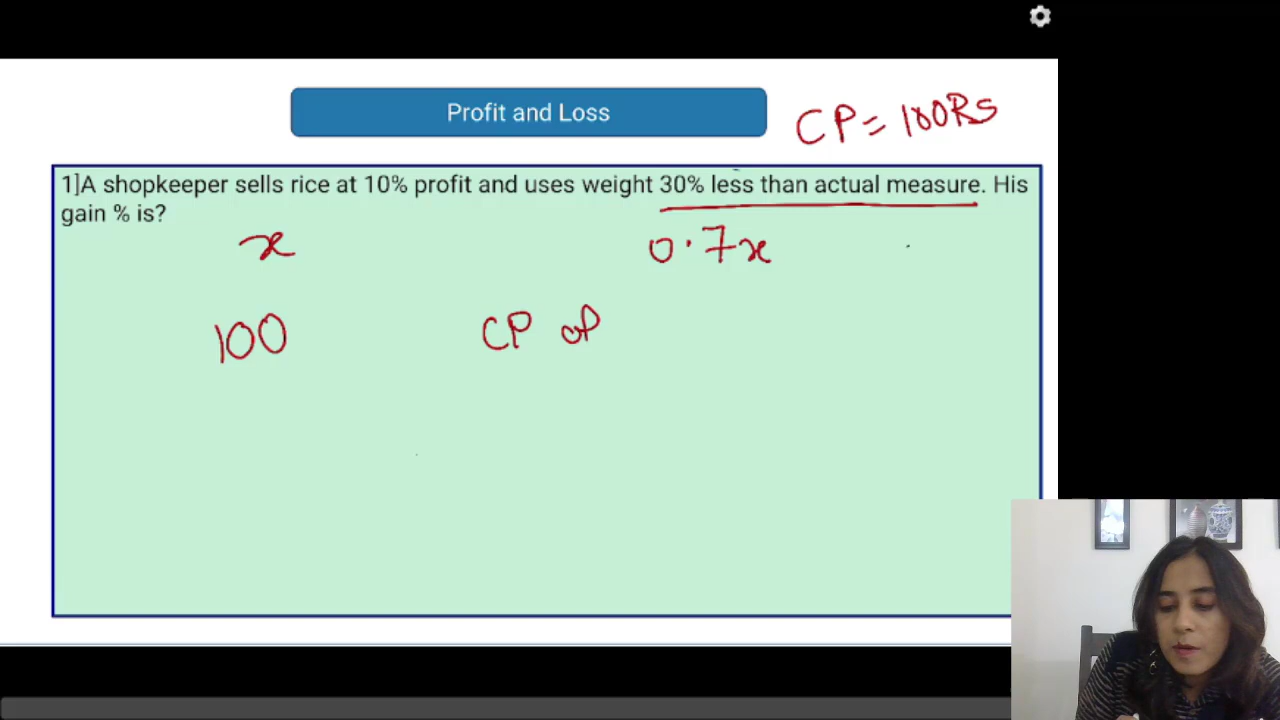 Profit and Loss
CP = 100Rs
1]A shopkeeper sells rice at 10% profit and uses weight 30% less than actual measure. His
gain % is?
x
0.7x
100
CP of